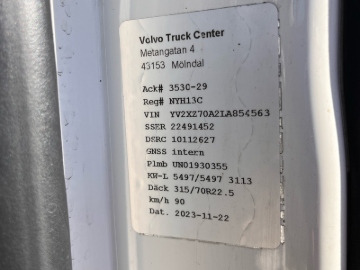 Volvo Truck Center
Metangatan 4
43153 Mölndal
Ack# 3530-29
Reg# NYH13C
VIN YV2XZ70A2LA854563
SSER 22491452
DSRC 10112627
GNSS intern
Plmb UN01930355
KW-L 5497/5497 3113
Däck 315/70R22.5
km/h 90
Dat. 2023-11-22